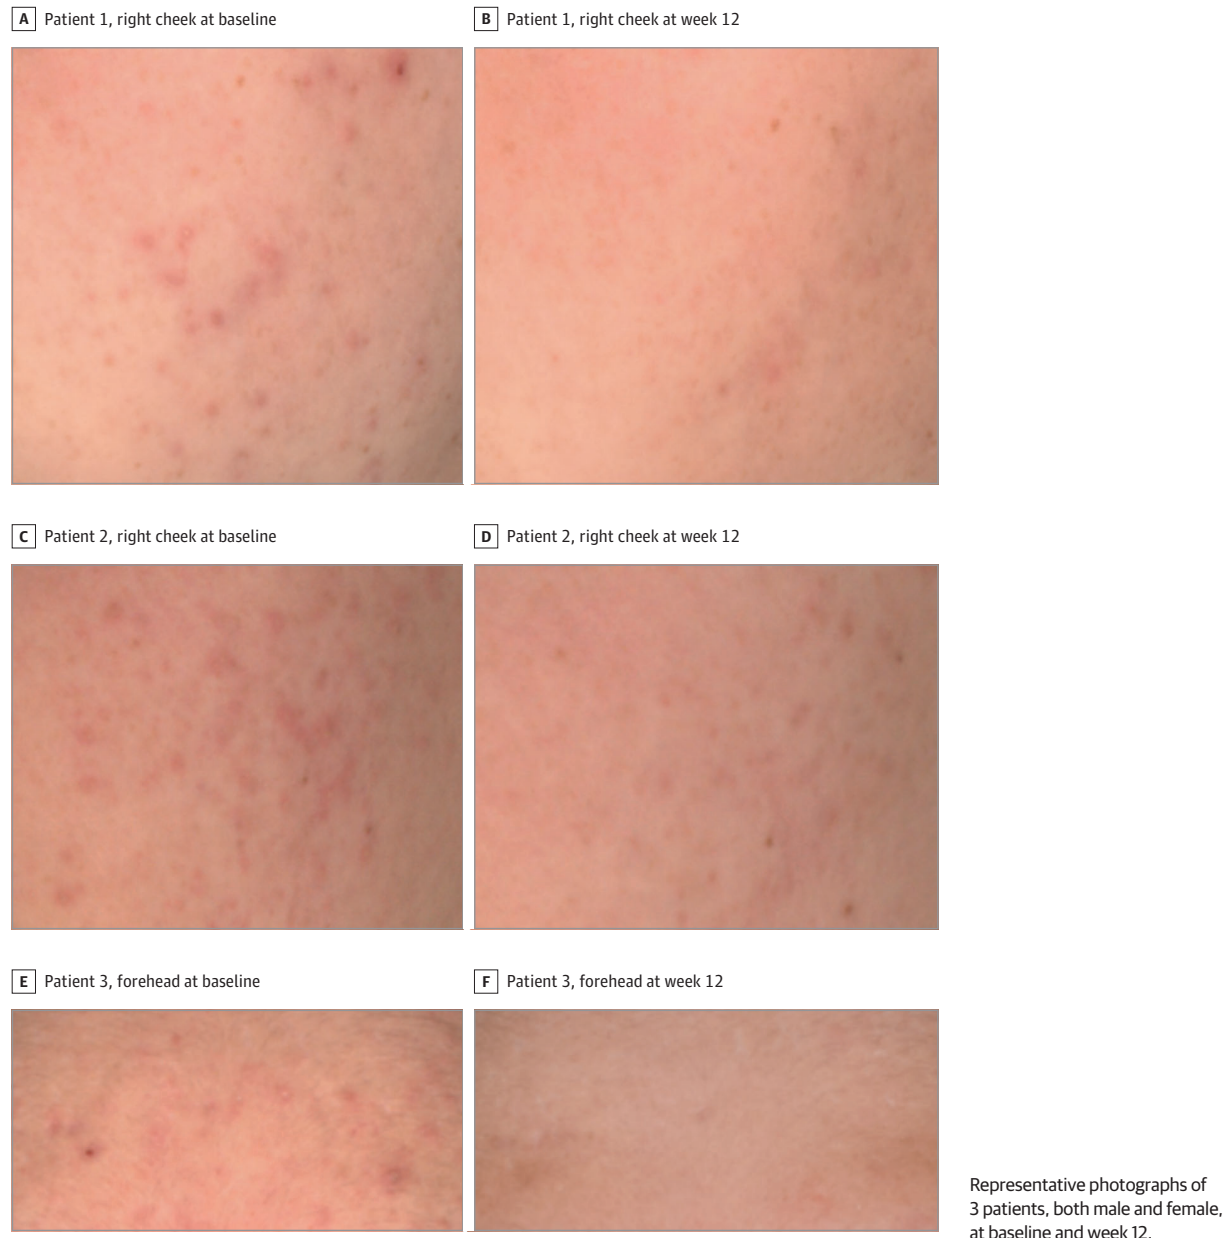 A Patient 1, right cheek at baseline
B Patient 1, right cheek at week 12
C Patient 2, right cheek at baseline
D Patient 2, right cheek at week 12
E Patient 3, forehead at baseline
F Patient 3, forehead at week 12
Representative photographs of
3 patients, both male and female,
at baseline and week 12.